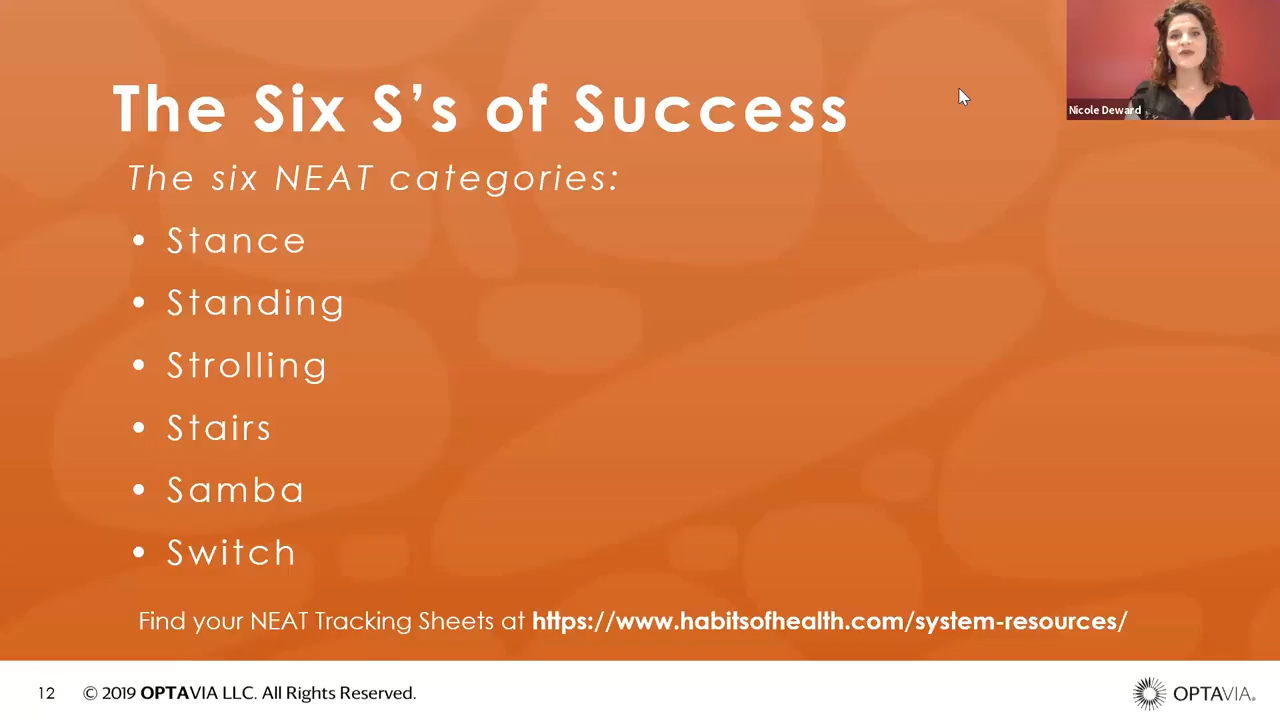 The Six S's of Success
Nicole Deward
The six NEAT categories:
• Stance
• Standing
• Strolling
• Stairs
• Samba
• Switch
Find your NEAT Tracking Sheets at https://www.habitsofhealth.com/system-resources/
12 © 2019 OPTAVIA LLC. All Rights Reserved.
OPTAVIA®